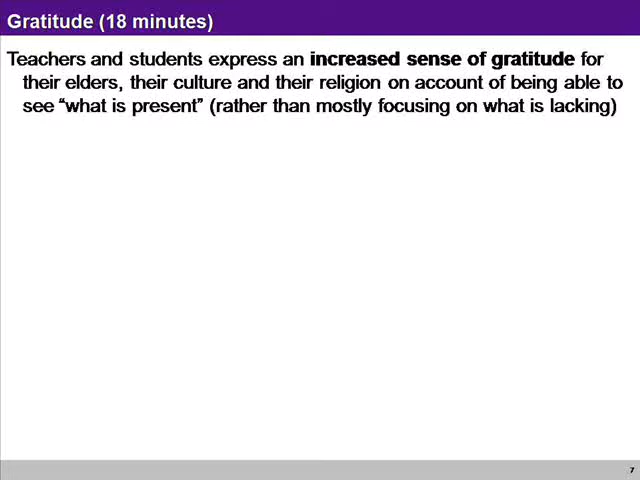 Gratitude (18 minutes)
Teachers and students express an increased sense of gratitude for
their elders, their culture and their religion on account of being able to
see “what is present” (rather than mostly focusing on what is lacking)
7